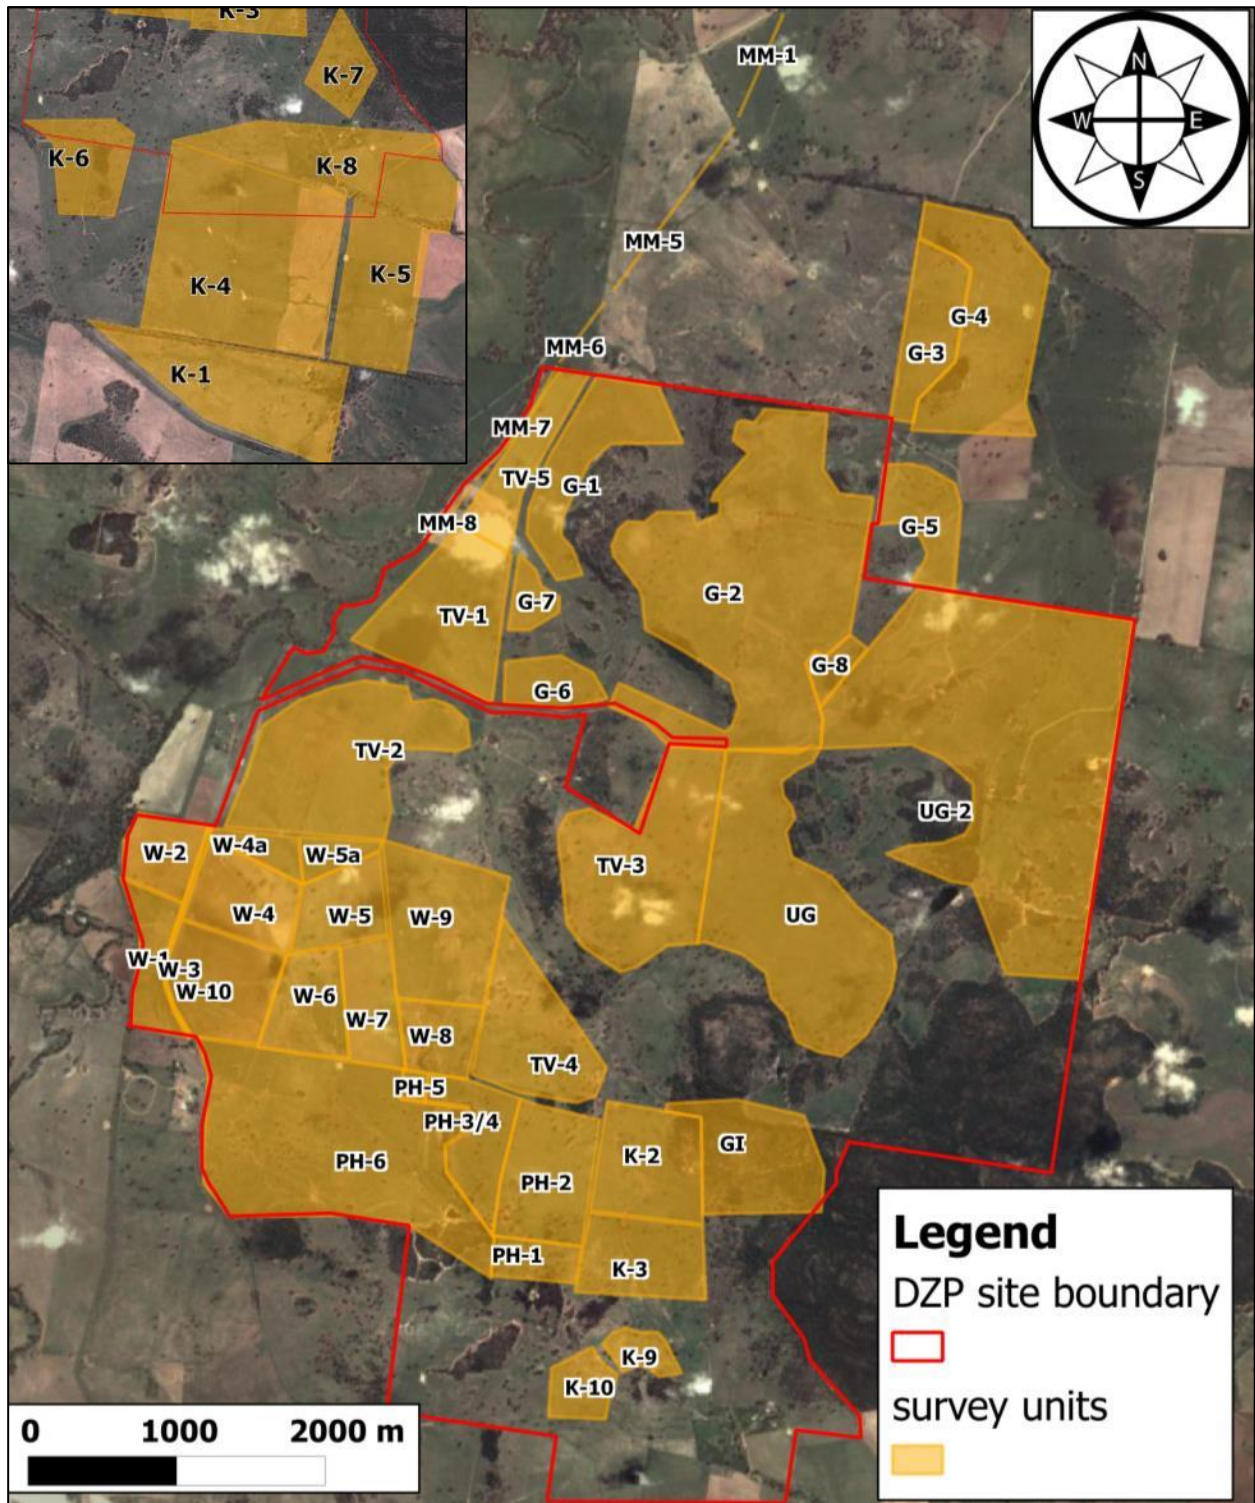 K-3
K-7
K-6
K-8
K-4
K-5
K-1
N
W
E
S
MM-1
MM-5
G-4
G-3
MM-6
MM-7
TV-5
G-1
MM-8
G-5
G-2
G-7
TV-1
G-8
G-6
TV-2
UG-2
W-4a
W-2
W-5a
TV-3
W-4
W-5
W-9
UG
W-1
W-3
W-10
W-6
W-7
W-8
TV-4
PH-5
PH-3/4
GI
K-2
PH-6
PH-2
PH-1
K-3
K-9
K-10
Legend
DZP site boundary
survey units
0 1000 2000 m